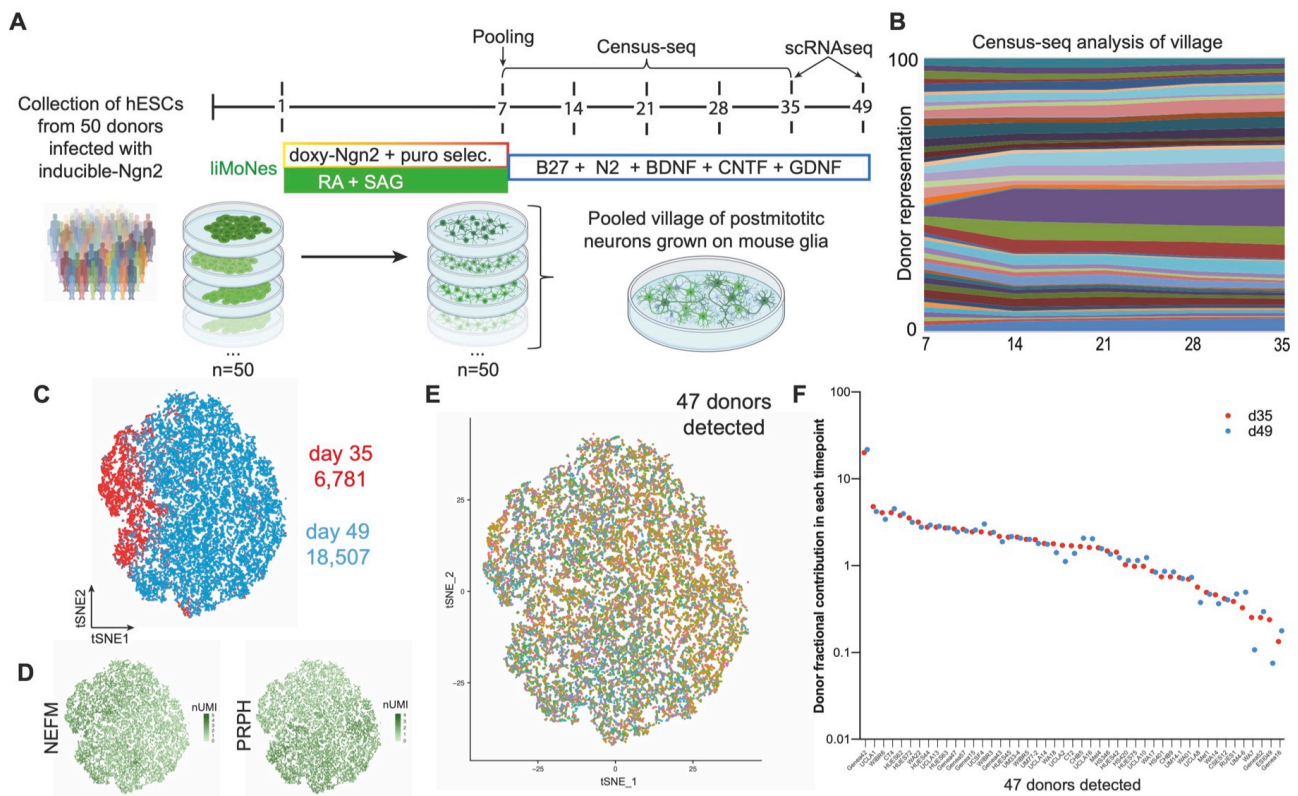 A
Pooling
Census-seq
scRNAseq
1
7
14
21
28
35
49
Collection of hESCs
from 50 donors
infected with
inducible-Ngn2
liMoNes
doxy-Ngn2 + puro selec.
RA + SAG
B27 + N2 + BDNF + CNTF + GDNF
Pooled village of postmitotitc
neurons grown on mouse glia
...
n=50
...
n=50
B
Census-seq analysis of village
100
Donor representation
0
7
14
21
28
35
C
day 35
6,781
day 49
18,507
tSNE2
tSNE1
D
NEFM
nUMI
PRPH
nUMI
E
47 donors
detected
tSNE_2
25
0
−25
−25
0
25
tSNE_1
F
d35
d49
Donor fractional contribution in each timepoint
100
10
1
0.1
0.01
47 donors detected